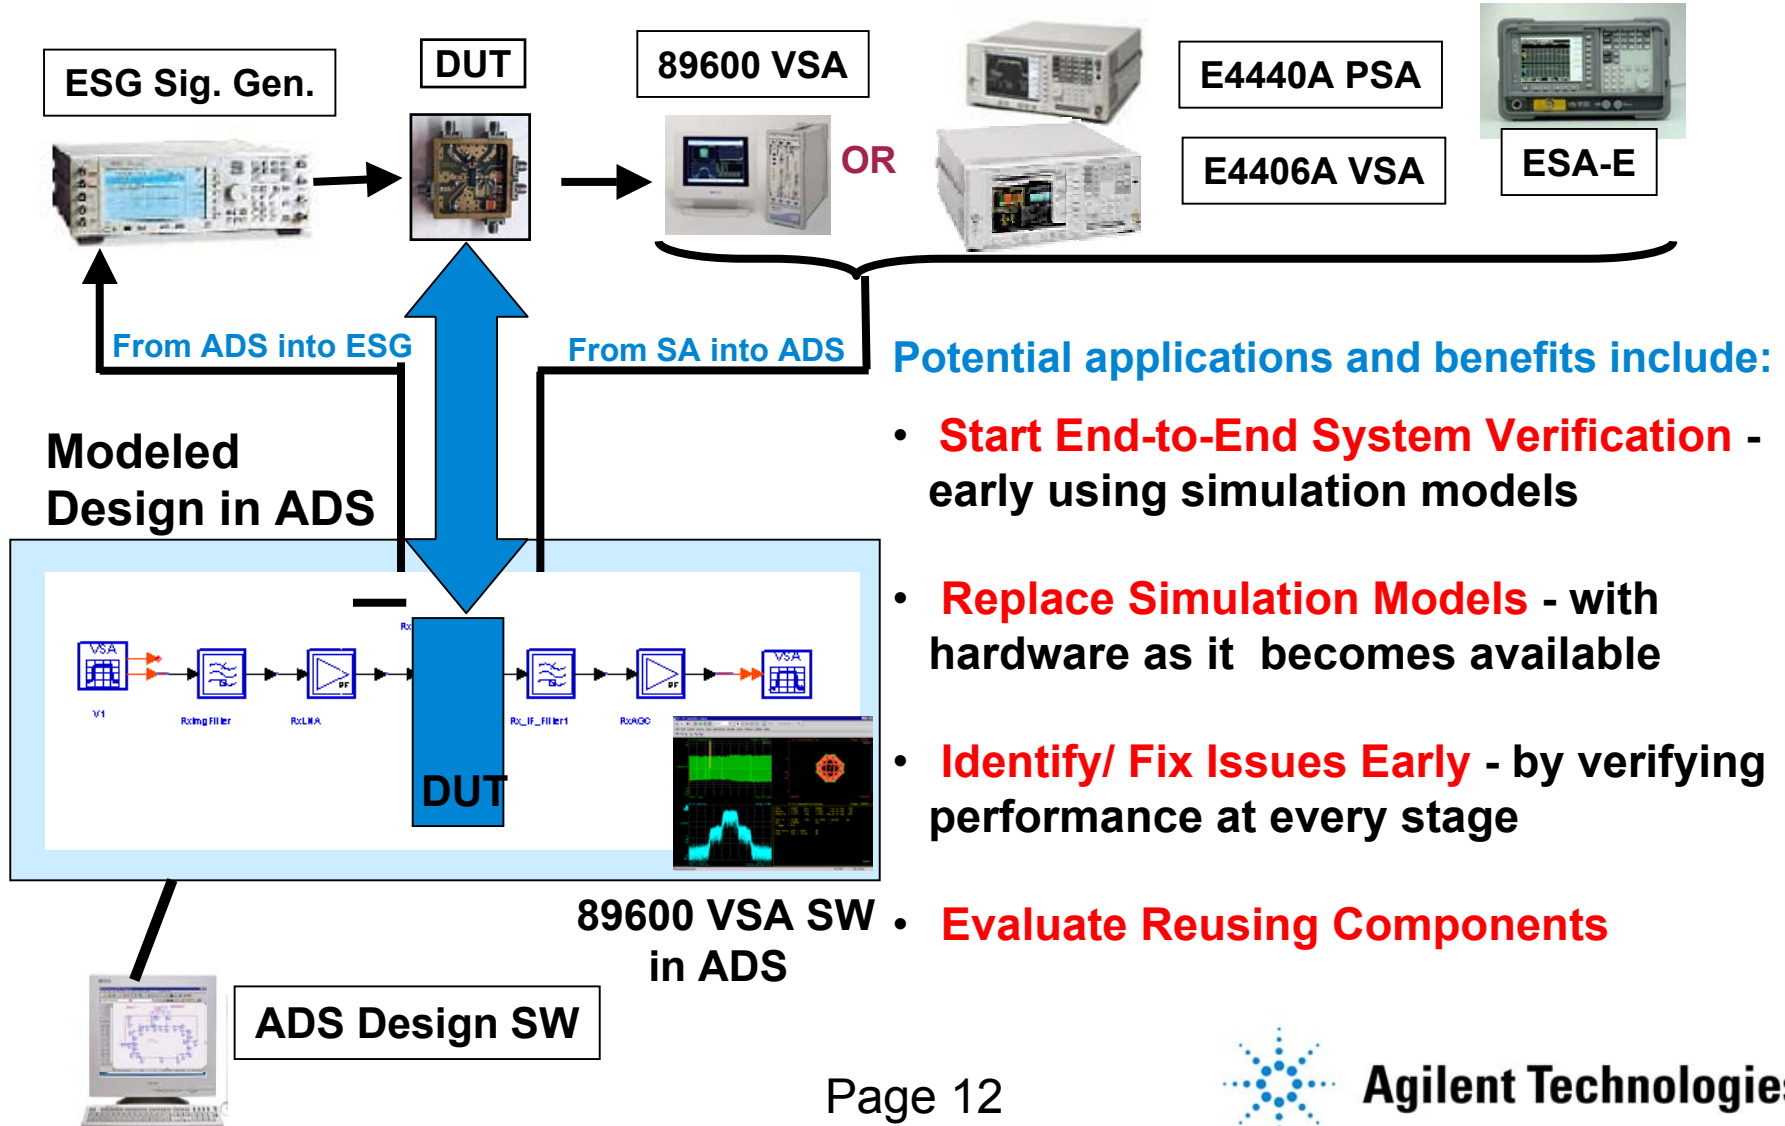 ESG Sig. Gen.
DUT
89600 VSA
E4440A PSA
OR
E4406A VSA
ESA-E
From ADS into ESG
From SA into ADS
Potential applications and benefits include:
Modeled
Design in ADS
• Start End-to-End System Verification -
early using simulation models
• Replace Simulation Models - with
hardware as it becomes available
• Identify/ Fix Issues Early - by verifying
performance at every stage
• Evaluate Reusing Components
VSA
V1
RxImgFilter
RxLNA
Rx
DUT
Rx_IF_Filter1
RxAGC
VSA
89600 VSA SW
in ADS
ADS Design SW
Page 12
Agilent Technologies